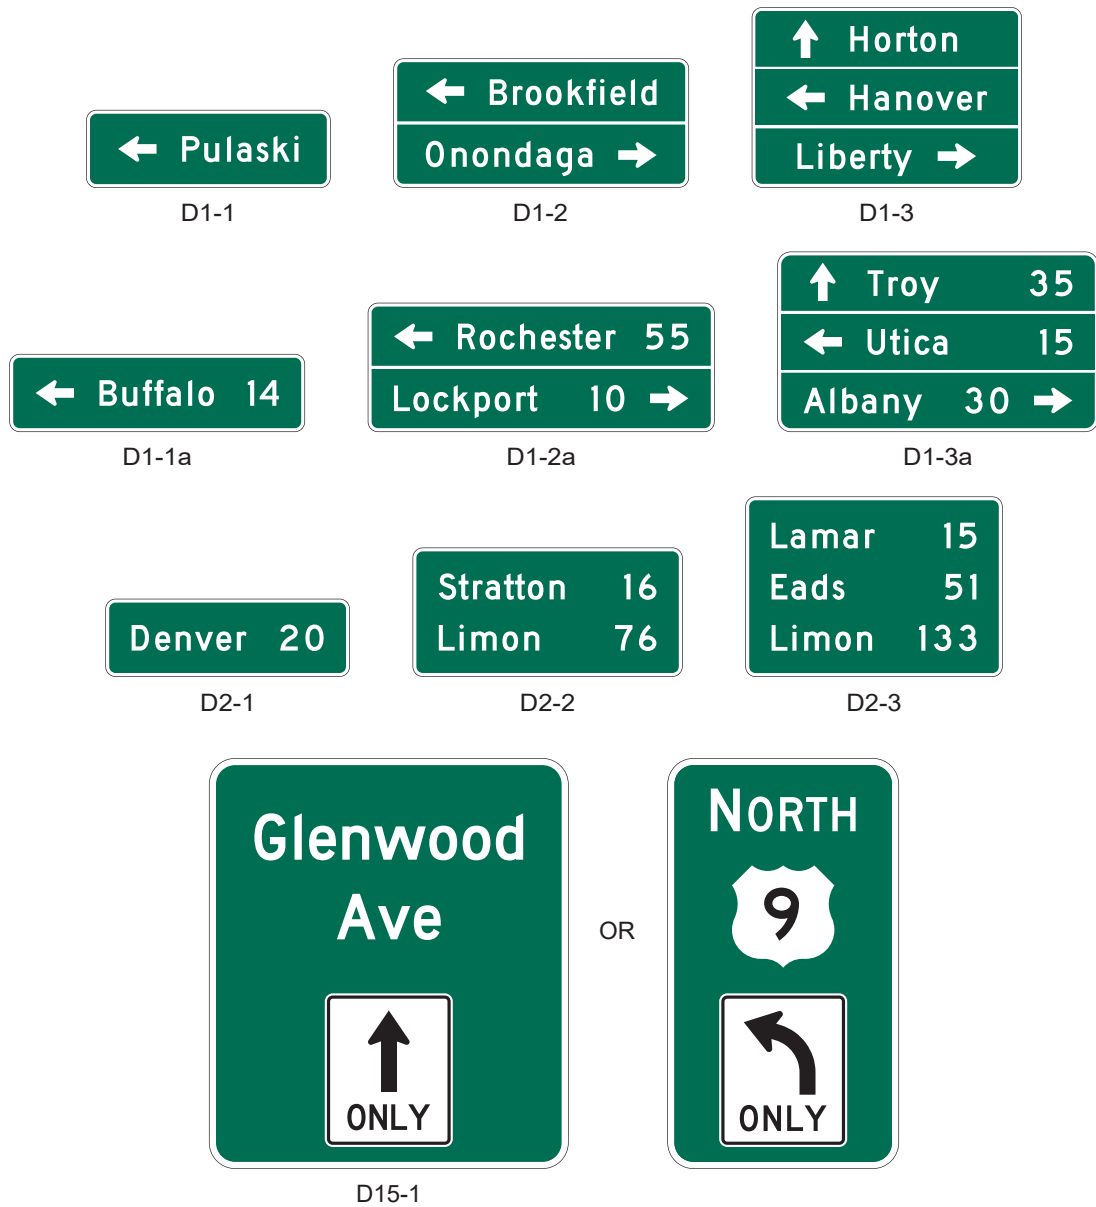 Pulaski
D1-1
Brookfield
Onondaga
D1-2
Horton
Hanover
Liberty
D1-3
Buffalo 14
D1-1a
Rochester 55
Lockport 10
D1-2a
Troy 35
Utica 15
Albany 30
D1-3a
Denver 20
D2-1
Stratton 16
Limon 76
D2-2
Lamar 15
Eads 51
Limon 133
D2-3
Glenwood
Ave
ONLY
D15-1
OR
NORTH
9
ONLY